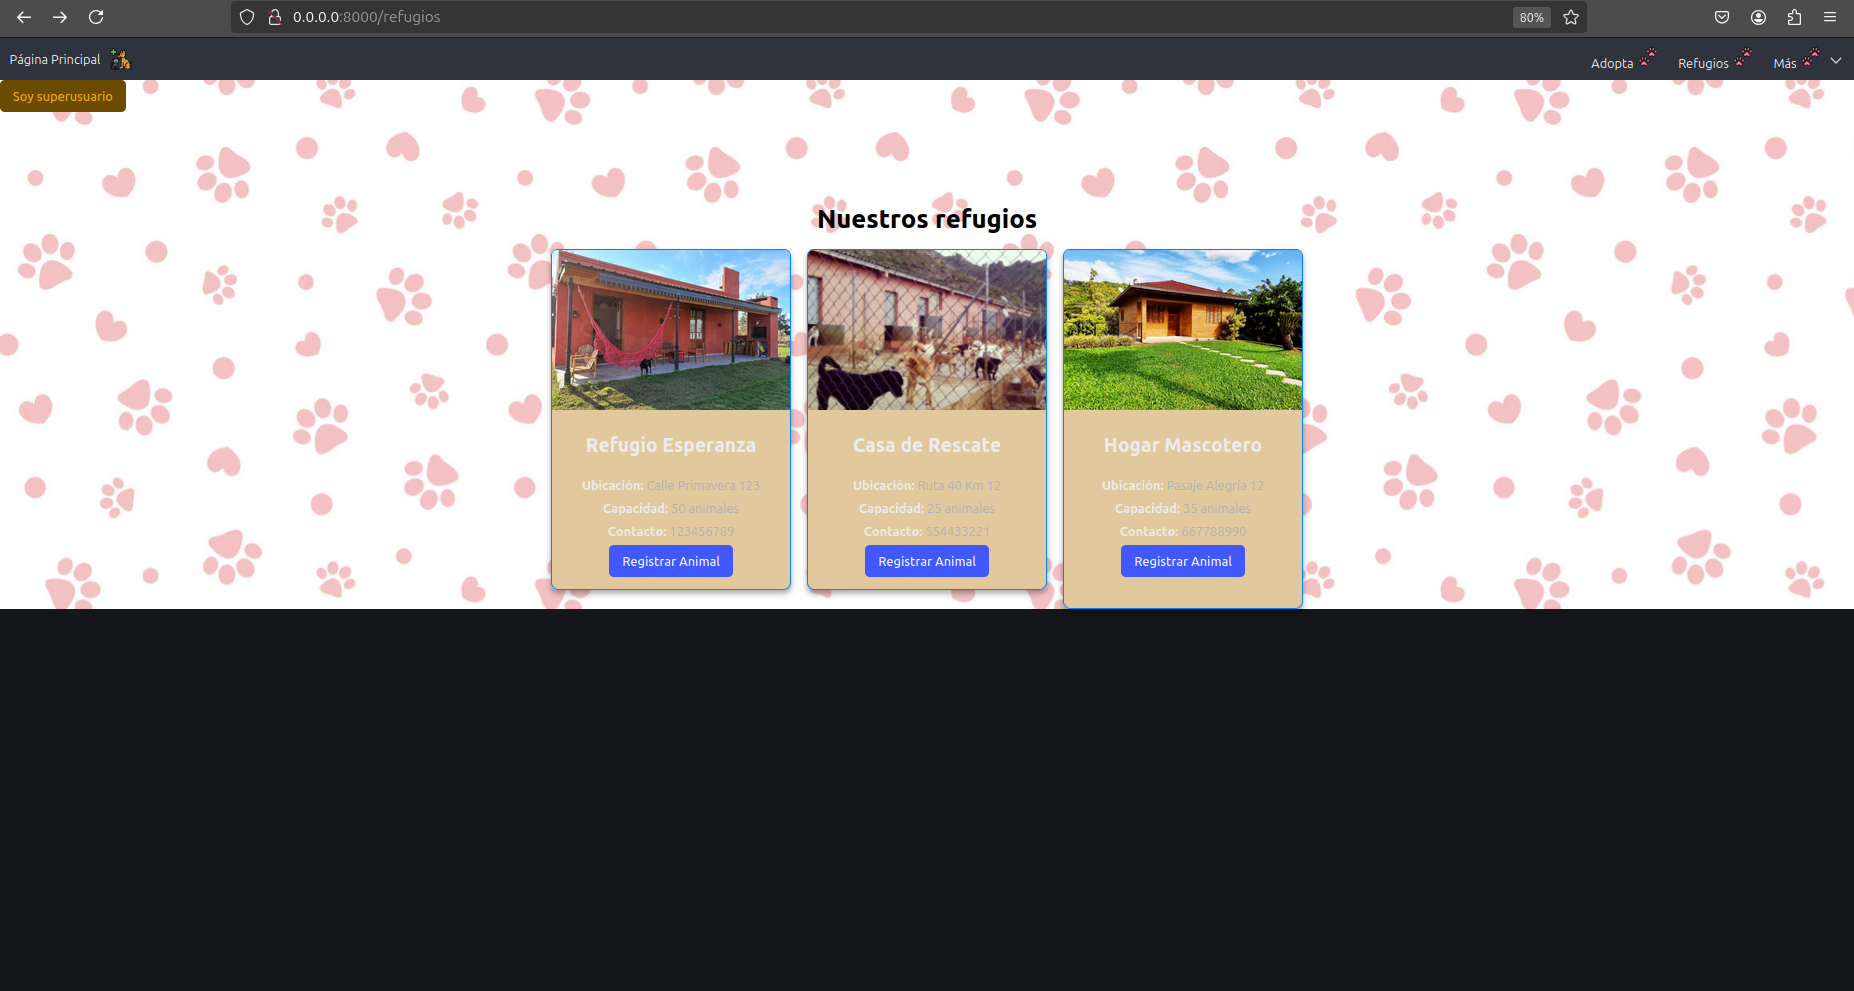 0.0.0.0:8000/refugios
80%
Página Principal
Adopta
Refugios
Más
Soy superusuario
Nuestros refugios
Refugio Esperanza
Ubicación: Calle Primavera 123
Capacidad: 50 animales
Contacto: 123456789
Registrar Animal
Casa de Rescate
Ubicación: Ruta 40 Km 12
Capacidad: 25 animales
Contacto: 554433221
Registrar Animal
Hogar Mascotero
Ubicación: Pasaje Alegría 12
Capacidad: 35 animales
Contacto: 667788990
Registrar Animal